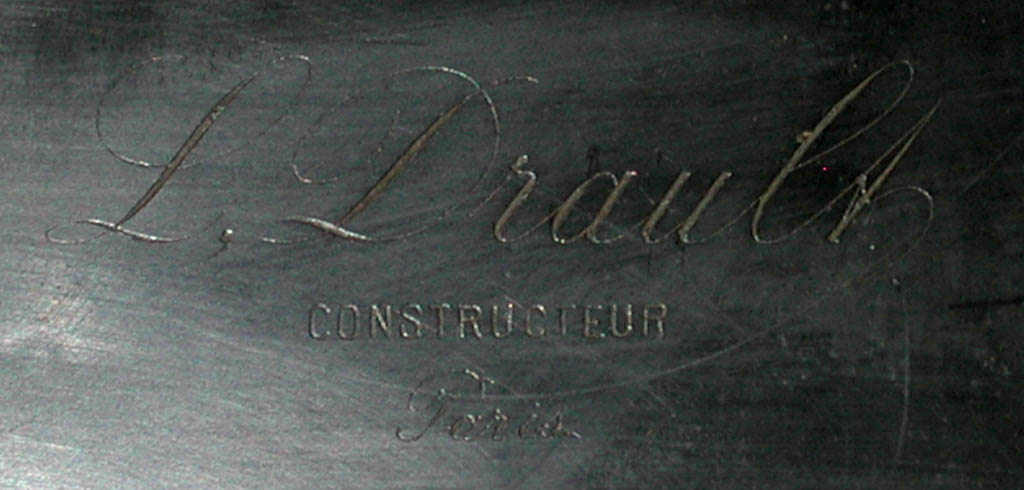 L. Drault
CONSTRUCTEUR
Paris